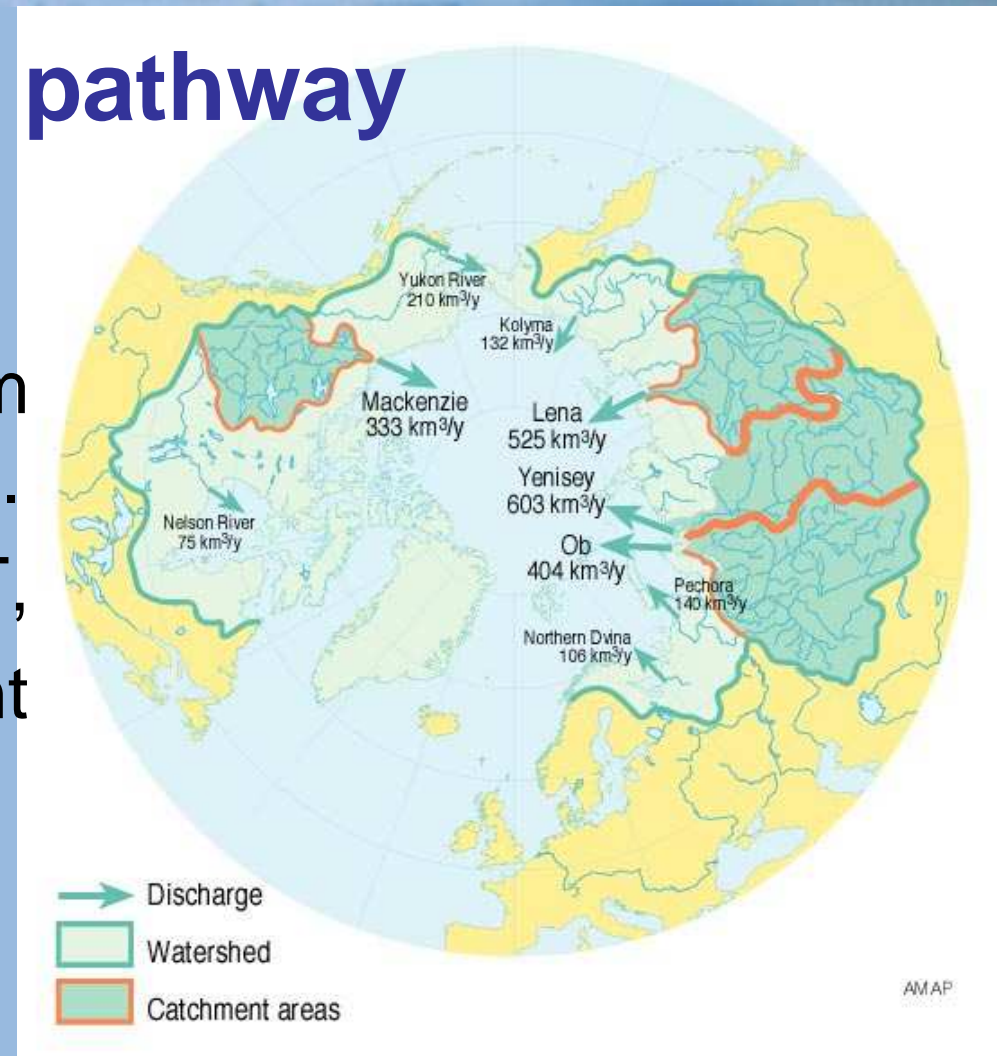 pathway
Yukon River
210 km³/y
Kolyma
132 km³/y
Mackenzie
333 km³/y
Lena
525 km³/y
Yenisey
603 km³/y
Nelson River
75 km³/y
Ob
404 km³/y
Pechora
140 km³/y
Northern Dvina
106 km³/y
Discharge
Watershed
Catchment areas
AMAP